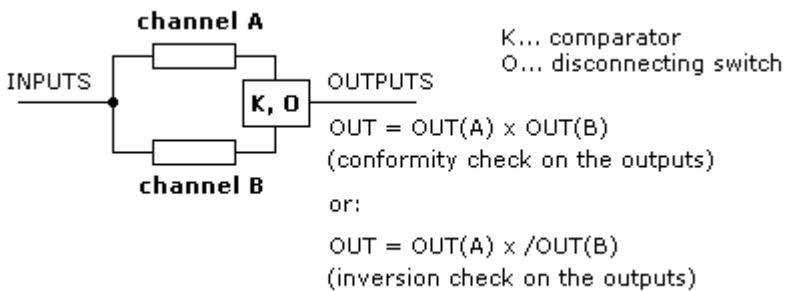 channel A
K... comparator
O... disconnecting switch
INPUTS
K, O
OUTPUTS
OUT = OUT(A) x OUT(B)
(conformity check on the outputs)
channel B
or:
OUT = OUT(A) x /OUT(B)
(inversion check on the outputs)